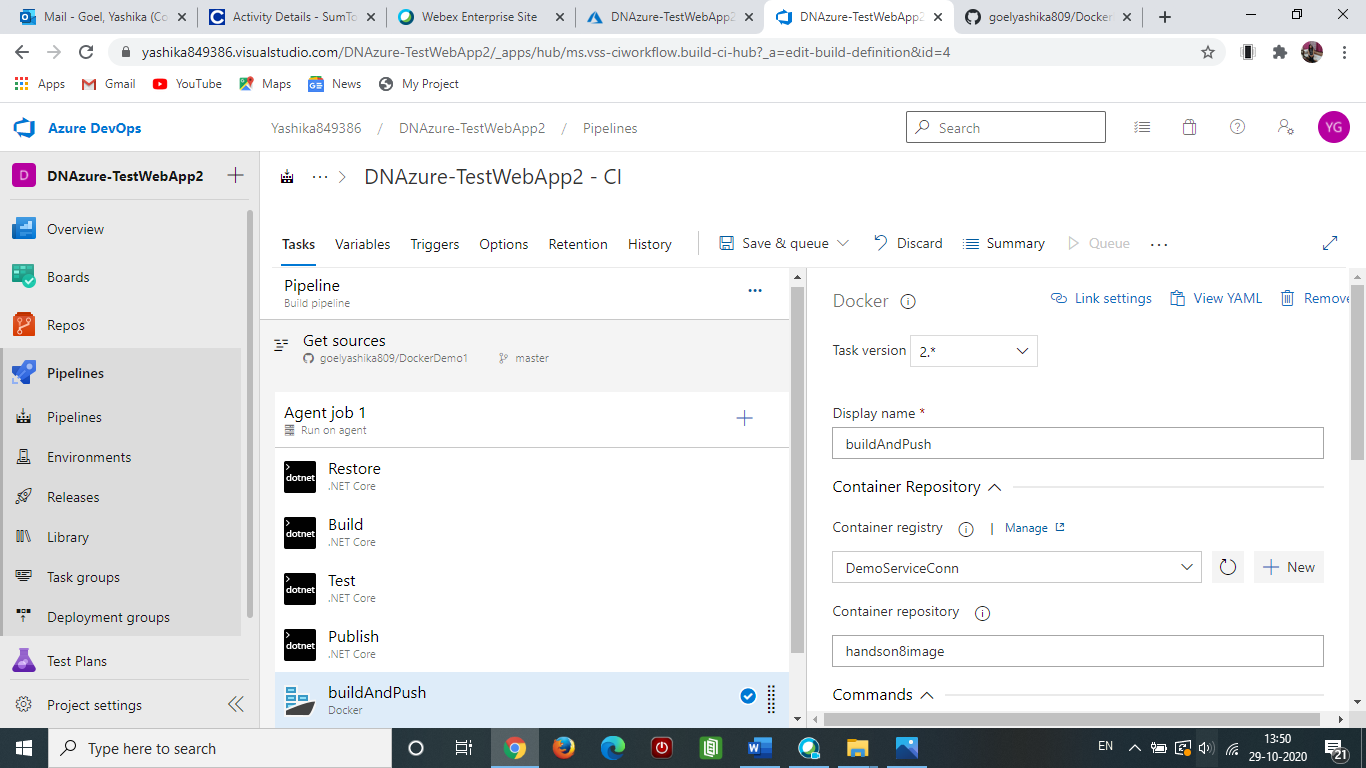 Mail - Goel, Yashika (Co
Activity Details - SumTo
Webex Enterprise Site
DNAzure-TestWebApp2
DNAzure-TestWebApp2
goelyashika809/Docker
yashika849386.visualstudio.com/DNAzure-TestWebApp2/_apps/hub/ms.vss-ciworkflow.build-ci-hub?_a=edit-build-definition&id=4
Apps
Gmail
YouTube
Maps
News
My Project
Azure DevOps
Yashika849386 / DNAzure-TestWebApp2 / Pipelines
Search
YG
D
DNAzure-TestWebApp2
Overview
Boards
Repos
Pipelines
Pipelines
Environments
Releases
Library
Task groups
Deployment groups
Test Plans
Project settings
DNAzure-TestWebApp2 - CI
Tasks
Variables
Triggers
Options
Retention
History
Save & queue
Discard
Summary
Queue
Pipeline
Build pipeline
Get sources
goelyashika809/DockerDemo1
master
Agent job 1
Run on agent
dotnet
Restore
.NET Core
dotnet
Build
.NET Core
dotnet
Test
.NET Core
dotnet
Publish
.NET Core
buildAndPush
Docker
Docker
Link settings
View YAML
Remove
Task version
2.*
Display name *
buildAndPush
Container Repository
Container registry
| Manage
DemoServiceConn
New
Container repository
handson8image
Commands
Type here to search
EN
13:50
29-10-2020
21